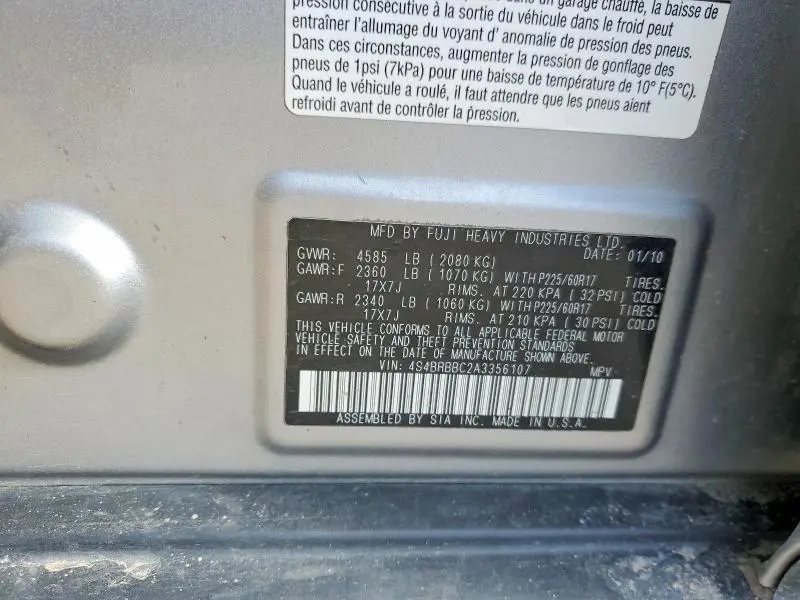 dans un garage chauffé, la baisse de
pression consécutive à la sortie du véhicule dans le froid peut
entraîner l'allumage du voyant d' anomalie de pression des pneus.
Dans ces circonstances, augmenter la pression de gonflage des
pneus de 1psi (7kPa) pour une baisse de température de 10° F(5°C).
Quand le véhicule a roulé, il faut attendre que les pneus aient
refroidi avant de contrôler la pression.
MFD BY FUJI HEAVY INDUSTRIES LTD.
DATE: 01/10
GVWR: 4585 LB ( 2080 KG)
GAWR:F 2360 LB ( 1070 KG) WITH P225/60R17 TIRES.
17X7J RIMS. AT 220 KPA ( 32 PSI) COLD
GAWR:R 2340 LB ( 1060 KG) WITH P225/60R17 TIRES.
17X7J RIMS. AT 210 KPA ( 30 PSI) COLD
THIS VEHICLE CONFORMS TO ALL APPLICABLE FEDERAL MOTOR
VEHICLE SAFETY AND THEFT PREVENTION STANDARDS
IN EFFECT ON THE DATE OF MANUFACTURE SHOWN ABOVE.
VIN: 4S4BRBBC2A3356107 MPV
ASSEMBLED BY SIA INC. MADE IN U.S.A.